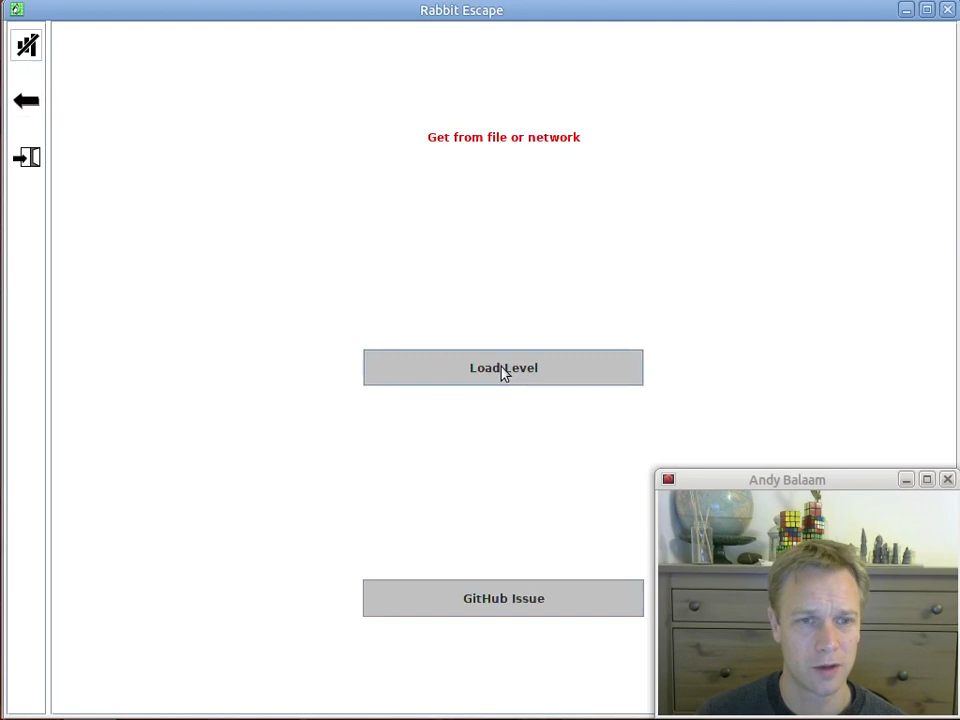 Rabbit Escape
Get from file or network
Load Level
GitHub Issue
Andy Balaam